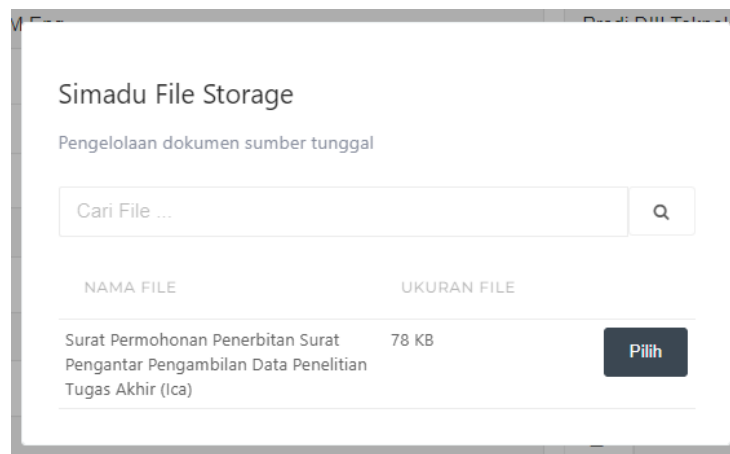 Simadu File Storage
Pengelolaan dokumen sumber tunggal
Cari File ...
NAMA FILE UKURAN FILE
Surat Permohonan Penerbitan Surat 78 KB
Pengantar Pengambilan Data Penelitian
Tugas Akhir (Ica)
Pilih